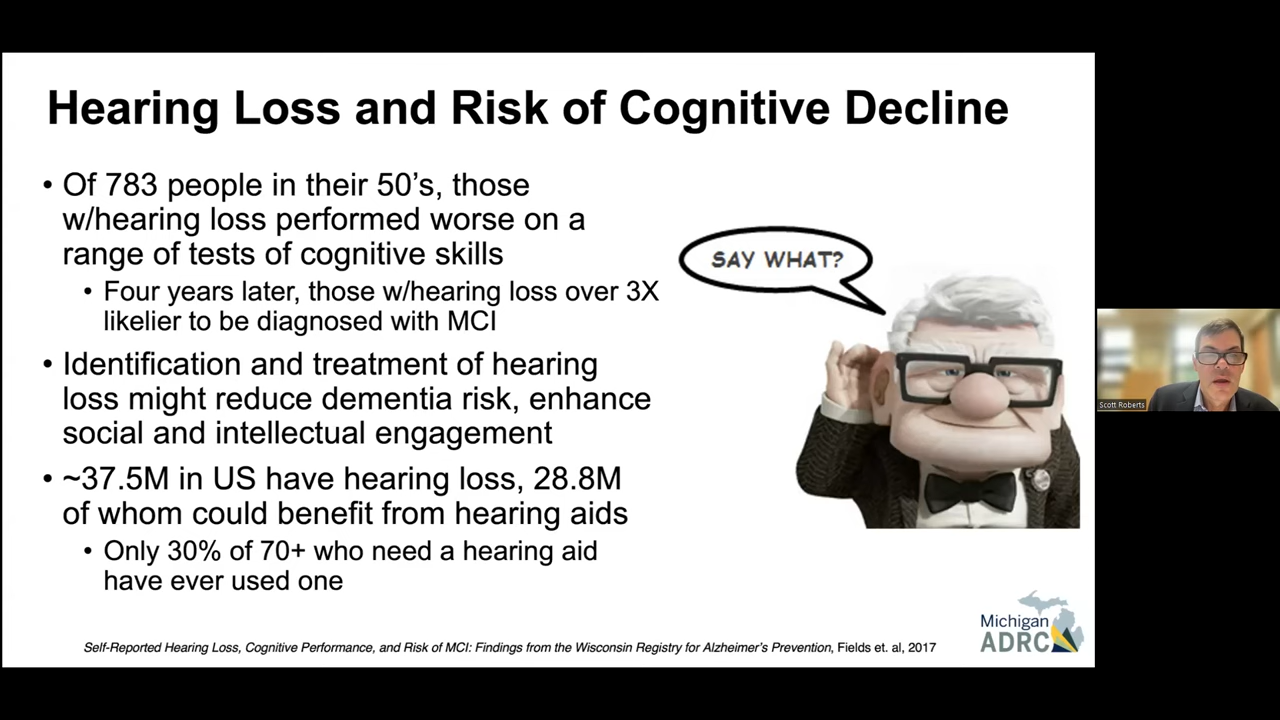 Hearing Loss and Risk of Cognitive Decline
• Of 783 people in their 50’s, those
w/hearing loss performed worse on a
range of tests of cognitive skills
• Four years later, those w/hearing loss over 3X
likelier to be diagnosed with MCI
• Identification and treatment of hearing
loss might reduce dementia risk, enhance
social and intellectual engagement
• ~37.5M in US have hearing loss, 28.8M
of whom could benefit from hearing aids
• Only 30% of 70+ who need a hearing aid
have ever used one
SAY WHAT?
Scott Roberts
Self-Reported Hearing Loss, Cognitive Performance, and Risk of MCI: Findings from the Wisconsin Registry for Alzheimer’s Prevention, Fields et. al, 2017
Michigan
ADRC